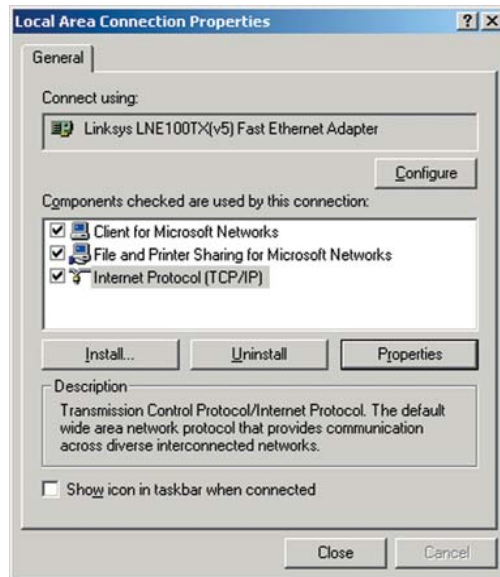 Local Area Connection Properties
General
Connect using:
Linksys LNE100TX(v5) Fast Ethernet Adapter
Configure
Components checked are used by this connection:
Client for Microsoft Networks
File and Printer Sharing for Microsoft Networks
Internet Protocol (TCP/IP)
Install... Uninstall Properties
Description
Transmission Control Protocol/Internet Protocol. The default
wide area network protocol that provides communication
across diverse interconnected networks.
Show icon in taskbar when connected
Close Cancel